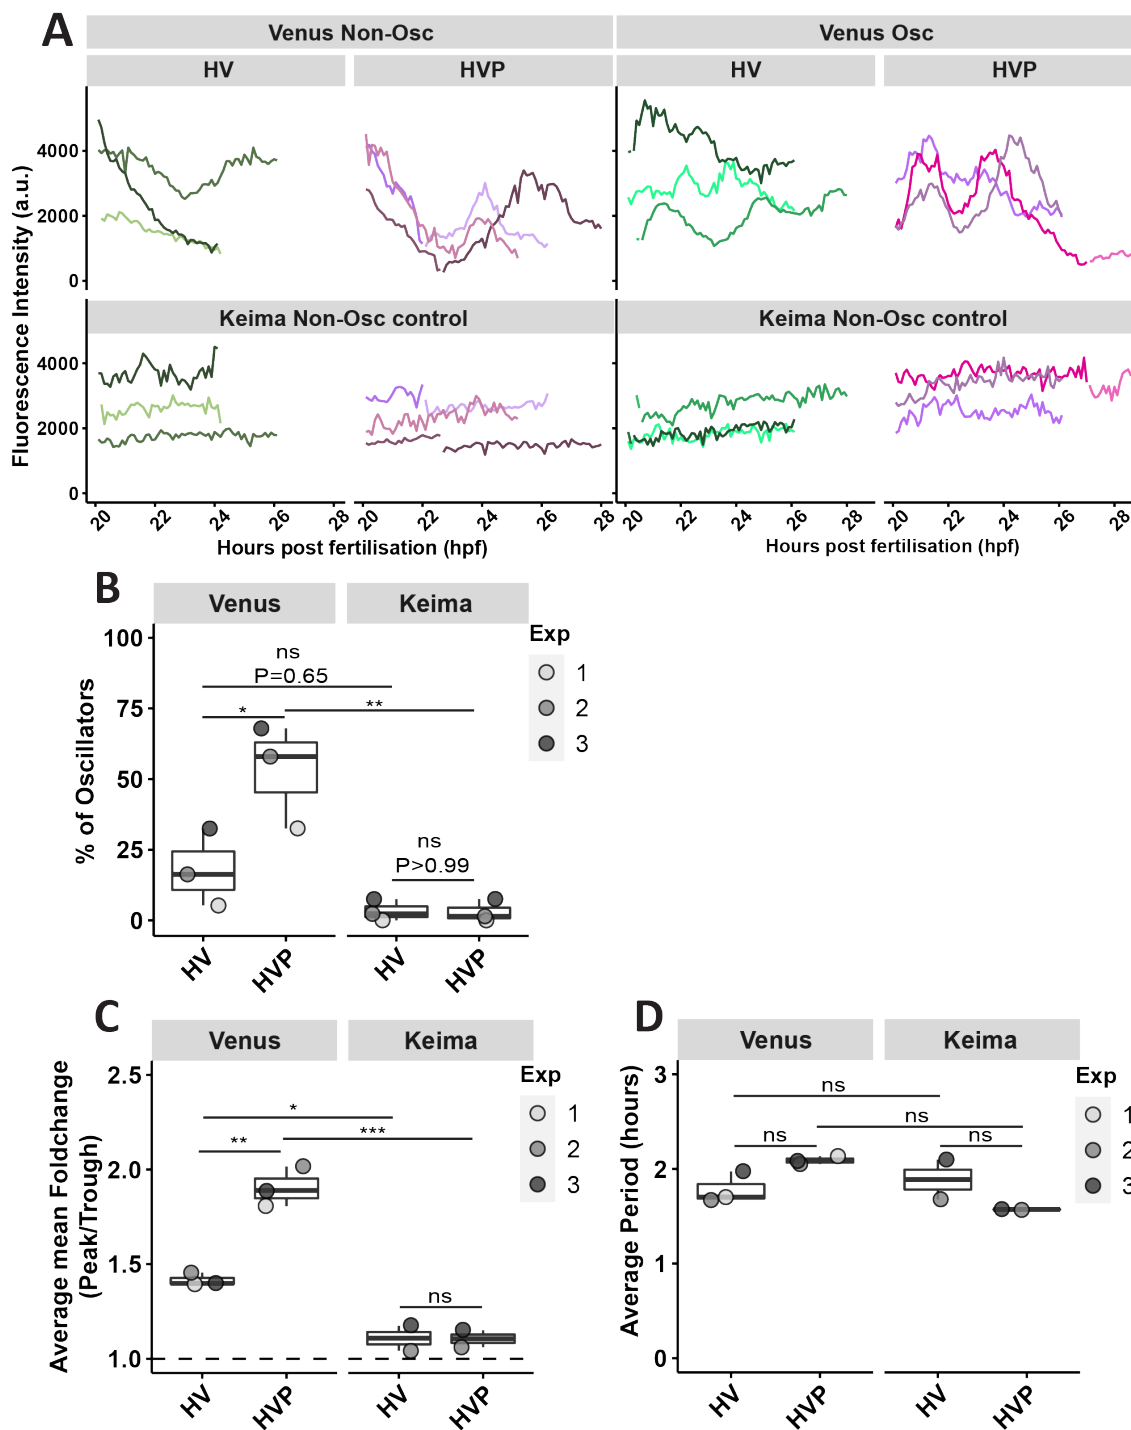 A
Venus Non-Osc
Venus Osc
HV
HVP
HV
HVP
Fluorescence Intensity (a.u.)
4000
2000
0
Keima Non-Osc control
Keima Non-Osc control
4000
2000
0
20 22 24 26 28
20 22 24 26 28
20 22 24 26
20 22 24 26 28
Hours post fertilisation (hpf)
Hours post fertilisation (hpf)
B
Venus
Keima
% of Oscillators
100
75
50
25
0
ns
P=0.65
*
**
ns
P>0.99
HV
HVP
HV
HVP
Exp
1
2
3
C
Venus
Keima
Average mean Foldchange
(Peak/Trough)
2.5
2.0
1.5
1.0
*
**
***
ns
HV
HVP
HV
HVP
Exp
1
2
3
D
Venus
Keima
Average Period (hours)
3
2
1
0
ns
ns
ns
ns
HV
HVP
HV
HVP
Exp
1
2
3